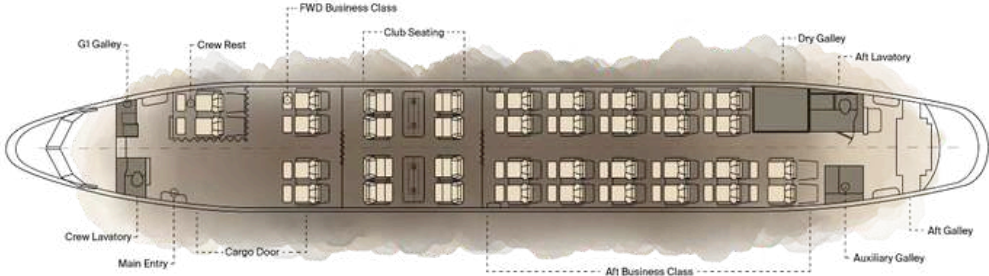 FWD Business Class
Club Seating
G1 Galley
Crew Rest
Dry Galley
Aft Lavatory
Crew Lavatory
Main Entry
Cargo Door
Aft Business Class
Aft Galley
Auxiliary Galley